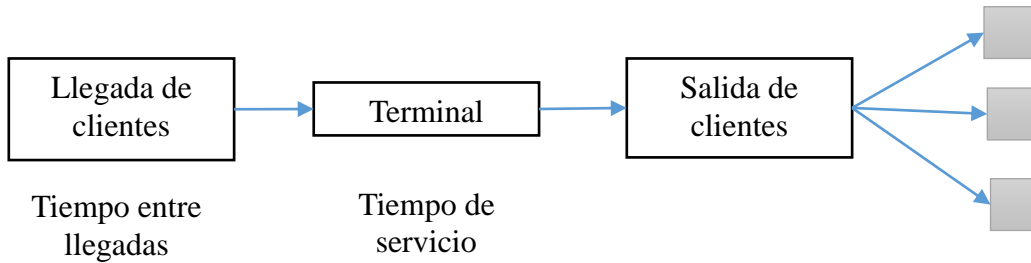 Llegada de
clientes
Terminal
Salida de
clientes
Tiempo entre
llegadas
Tiempo de
servicio